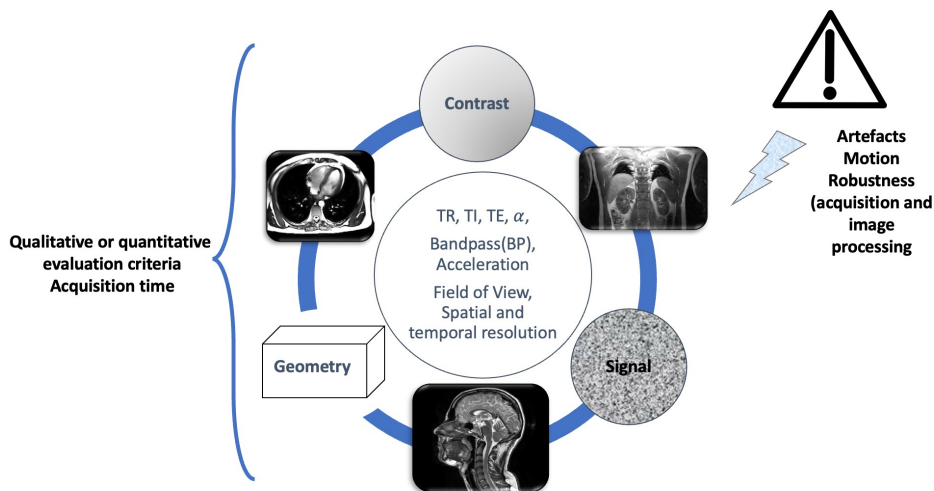 Contrast
Artefacts
Motion
Robustness
(acquisition and
image
processing
TR, TI, TE, α,
Bandpass(BP),
Acceleration
Field of View,
Spatial and
temporal resolution
Qualitative or quantitative
evaluation criteria
Acquisition time
Geometry
Signal